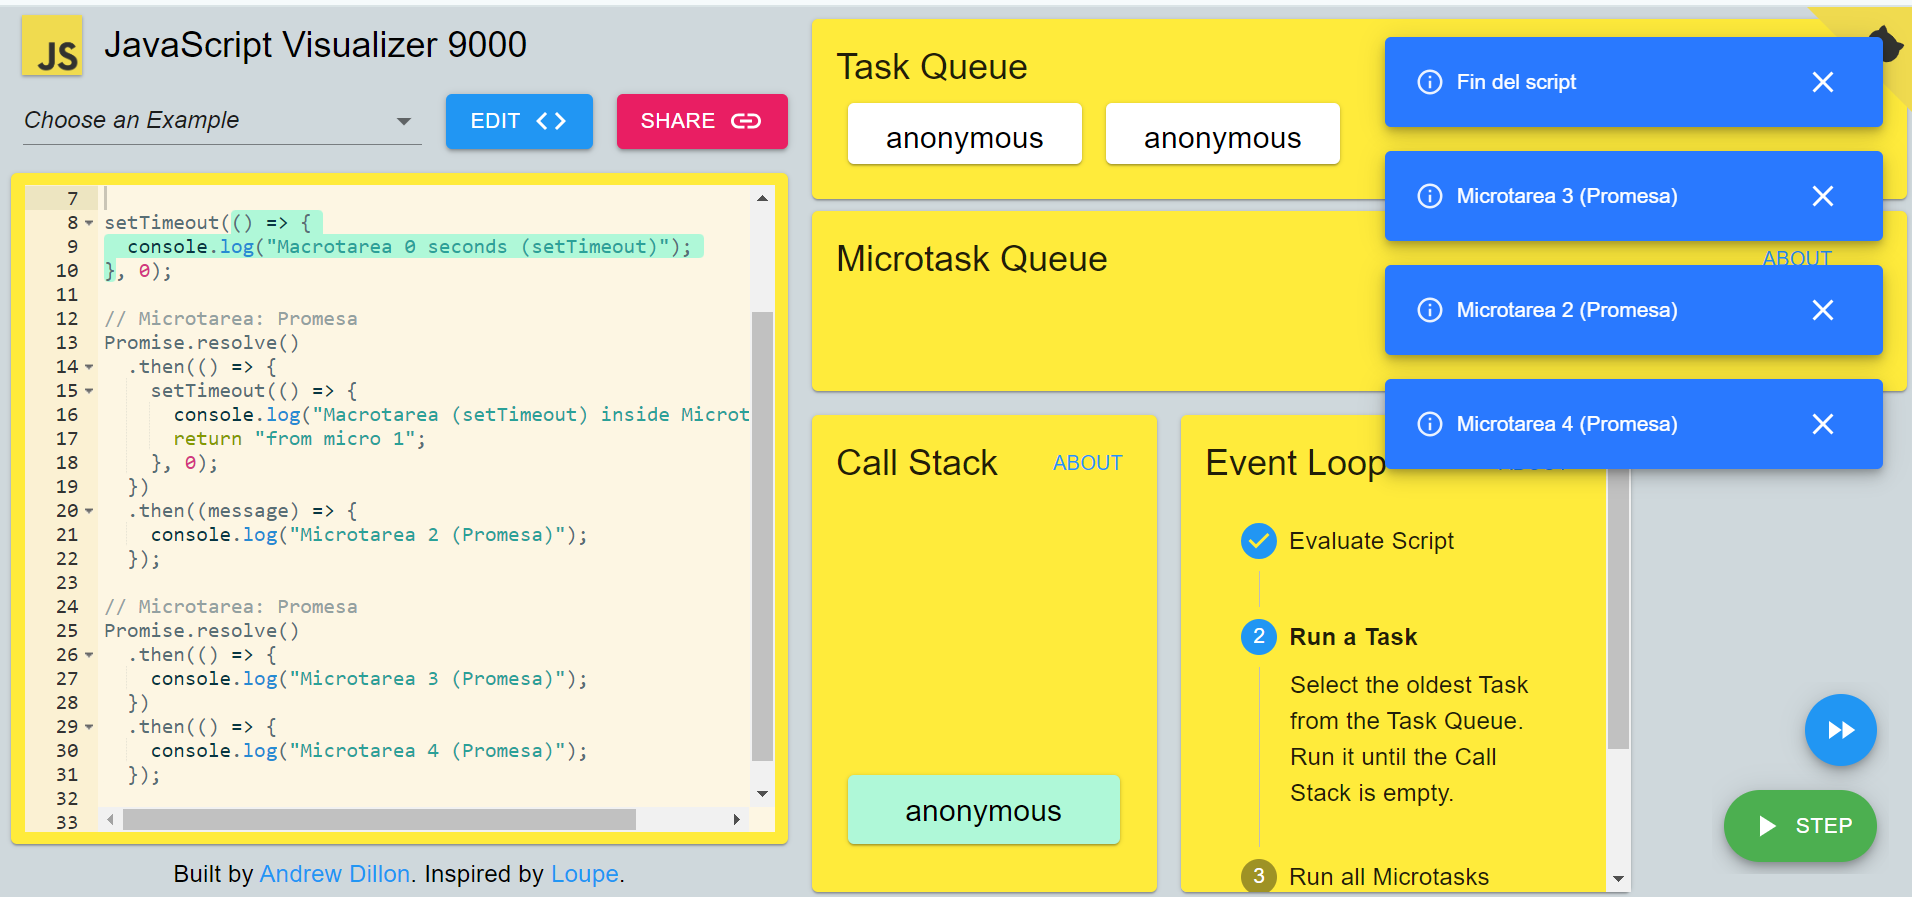 JS
JavaScript Visualizer 9000
Choose an Example
EDIT
SHARE
7
8 setTimeout(() => {
9 console.log("Macrotarea 0 seconds (setTimeout)");
10 }, 0);
11
12 // Microtarea: Promesa
13 Promise.resolve()
14 .then(() => {
15 setTimeout(() => {
16 console.log("Macrotarea (setTimeout) inside Microt
17 return "from micro 1";
18 }, 0);
19 })
20 .then((message) => {
21 console.log("Microtarea 2 (Promesa)");
22 });
23
24 // Microtarea: Promesa
25 Promise.resolve()
26 .then(() => {
27 console.log("Microtarea 3 (Promesa)");
28 })
29 .then(() => {
30 console.log("Microtarea 4 (Promesa)");
31 });
32
33
Built by Andrew Dillon. Inspired by Loupe.
Task Queue
anonymous anonymous
Microtask Queue
ABOUT
Fin del script
Microtarea 3 (Promesa)
Microtarea 2 (Promesa)
Microtarea 4 (Promesa)
Call Stack
ABOUT
anonymous
Event Loop
Evaluate Script
2 Run a Task
Select the oldest Task
from the Task Queue.
Run it until the Call
Stack is empty.
3 Run all Microtasks
STEP